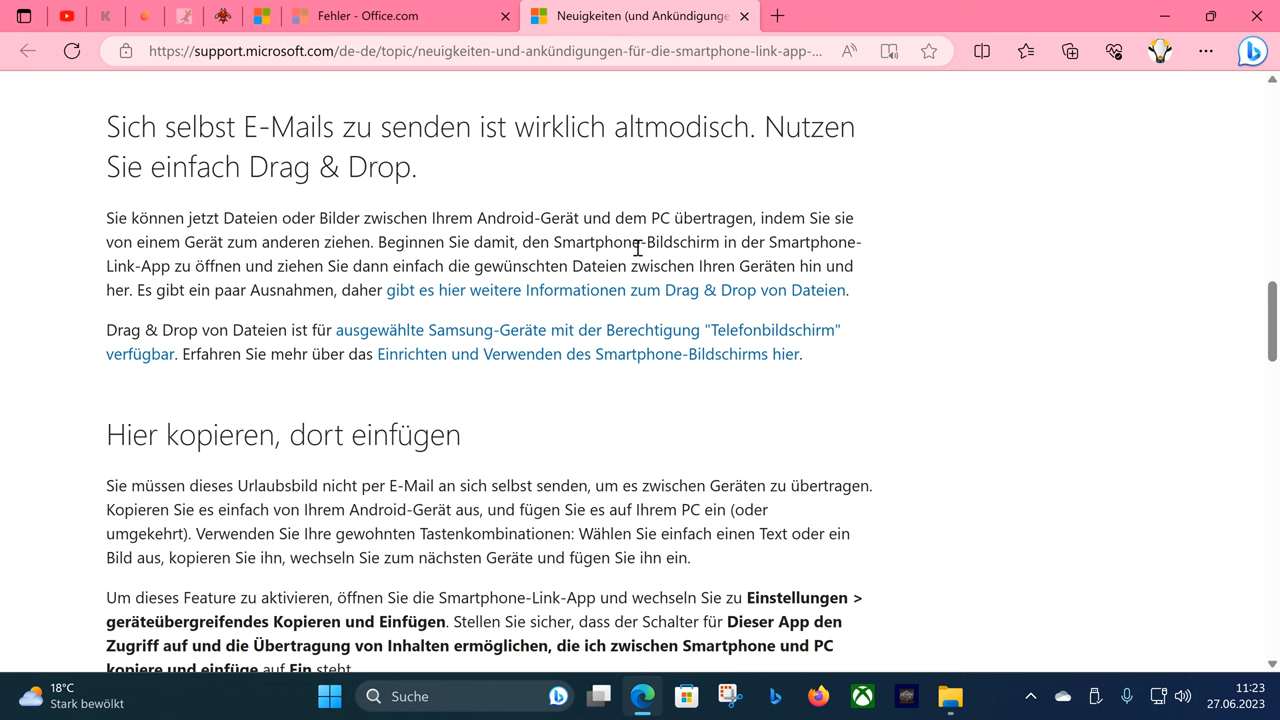 Fehler - Office.com
Neuigkeiten (und Ankündigunge
https://support.microsoft.com/de-de/topic/neuigkeiten-und-ankündigungen-für-die-smartphone-link-app-...
Sich selbst E-Mails zu senden ist wirklich altmodisch. Nutzen
Sie einfach Drag & Drop.
Sie können jetzt Dateien oder Bilder zwischen Ihrem Android-Gerät und dem PC übertragen, indem Sie sie
von einem Gerät zum anderen ziehen. Beginnen Sie damit, den Smartphone-Bildschirm in der Smartphone-
Link-App zu öffnen und ziehen Sie dann einfach die gewünschten Dateien zwischen Ihren Geräten hin und
her. Es gibt ein paar Ausnahmen, daher gibt es hier weitere Informationen zum Drag & Drop von Dateien.
Drag & Drop von Dateien ist für ausgewählte Samsung-Geräte mit der Berechtigung "Telefonbildschirm"
verfügbar. Erfahren Sie mehr über das Einrichten und Verwenden des Smartphone-Bildschirms hier.
Hier kopieren, dort einfügen
Sie müssen dieses Urlaubsbild nicht per E-Mail an sich selbst senden, um es zwischen Geräten zu übertragen.
Kopieren Sie es einfach von Ihrem Android-Gerät aus, und fügen Sie es auf Ihrem PC ein (oder
umgekehrt). Verwenden Sie Ihre gewohnten Tastenkombinationen: Wählen Sie einfach einen Text oder ein
Bild aus, kopieren Sie ihn, wechseln Sie zum nächsten Geräte und fügen Sie ihn ein.
Um dieses Feature zu aktivieren, öffnen Sie die Smartphone-Link-App und wechseln Sie zu Einstellungen >
geräteübergreifendes Kopieren und Einfügen. Stellen Sie sicher, dass der Schalter für Dieser App den
Zugriff auf und die Übertragung von Inhalten ermöglichen, die ich zwischen Smartphone und PC
kopiere und einfüge auf Ein steht.
18°C
Stark bewölkt
Suche
11:23
27.06.2023